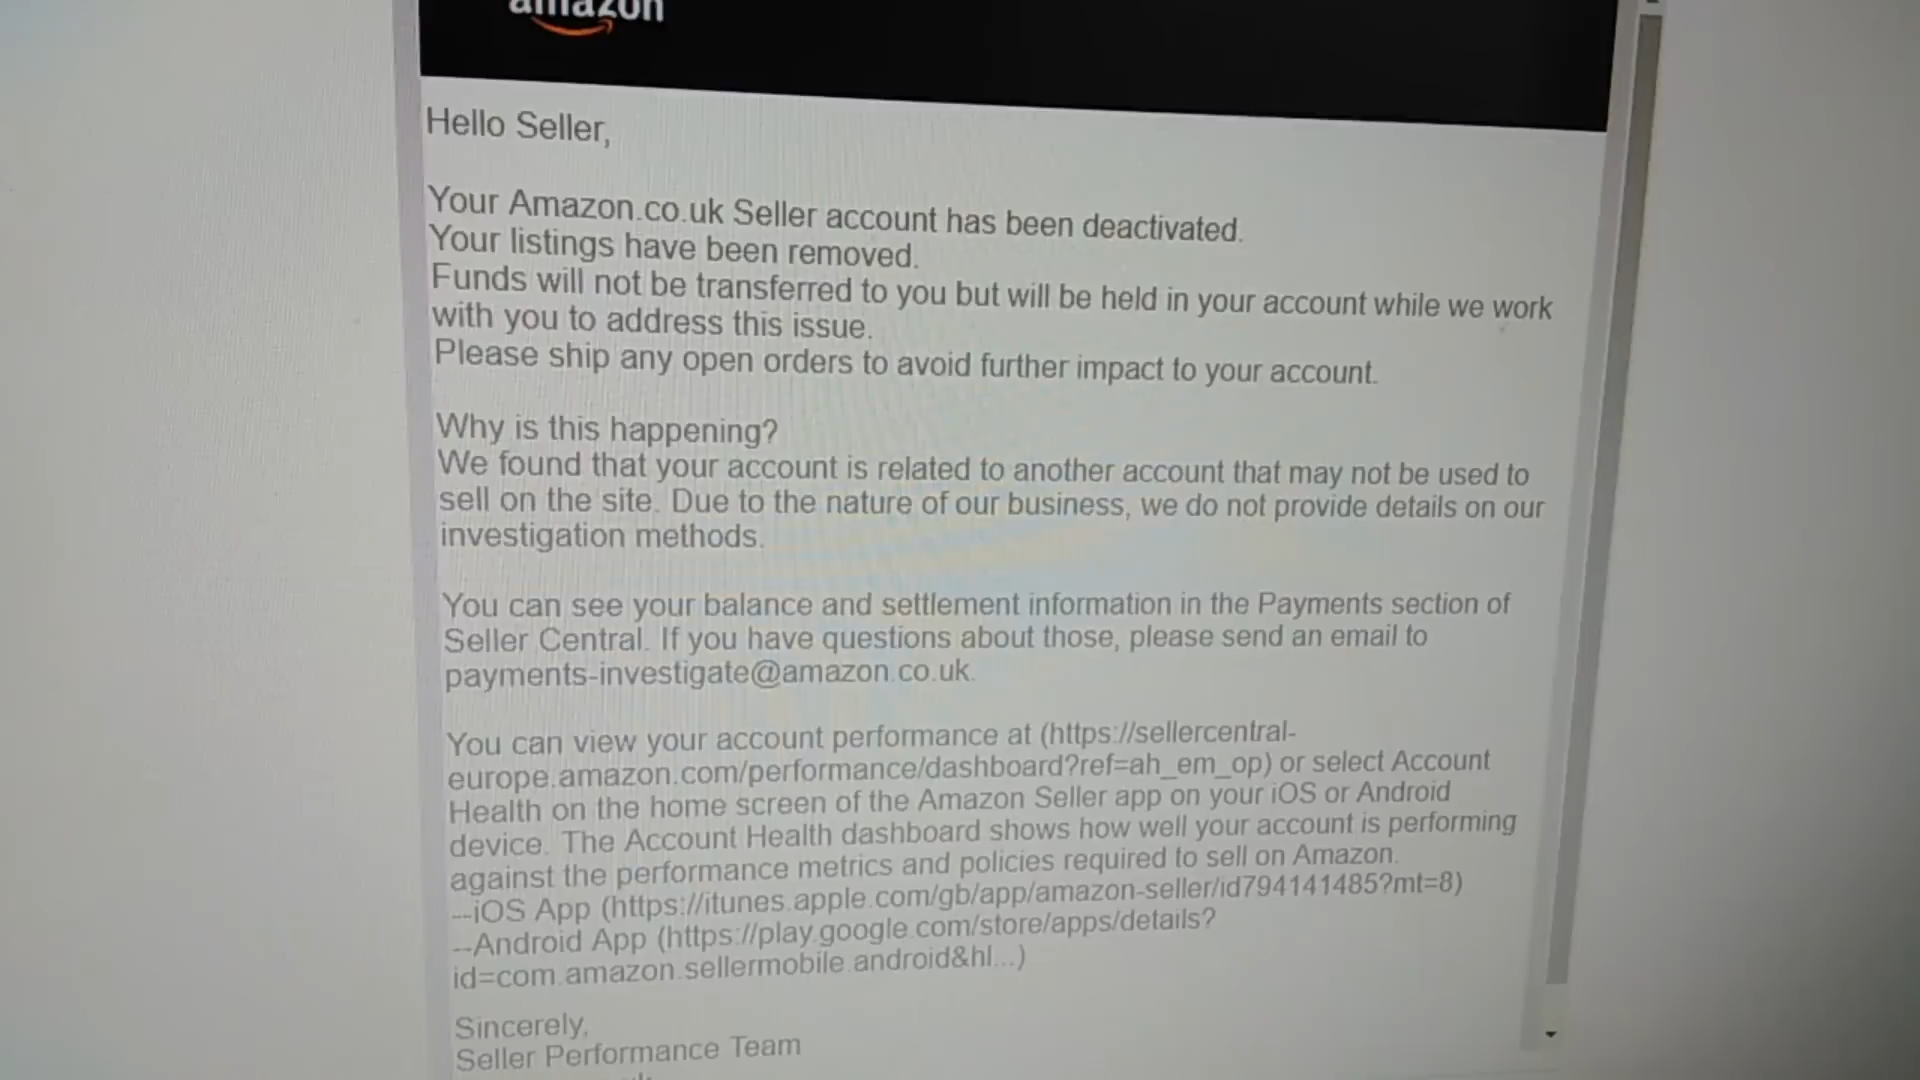 amazon
Hello Seller,
Your Amazon.co.uk Seller account has been deactivated.
Your listings have been removed.
Funds will not be transferred to you but will be held in your account while we work
with you to address this issue.
Please ship any open orders to avoid further impact to your account.
Why is this happening?
We found that your account is related to another account that may not be used to
sell on the site. Due to the nature of our business, we do not provide details on our
investigation methods.
You can see your balance and settlement information in the Payments section of
Seller Central. If you have questions about those, please send an email to
payments-investigate@amazon.co.uk.
You can view your account performance at (https://sellercentral-
europe.amazon.com/performance/dashboard?ref=ah_em_op) or select Account
Health on the home screen of the Amazon Seller app on your iOS or Android
device. The Account Health dashboard shows how well your account is performing
against the performance metrics and policies required to sell on Amazon.
--iOS App (https://itunes.apple.com/gb/app/amazon-seller/id794141485?mt=8)
--Android App (https://play.google.com/store/apps/details?
id=com.amazon.sellermobile.android&hl...)
Sincerely,
Seller Performance Team